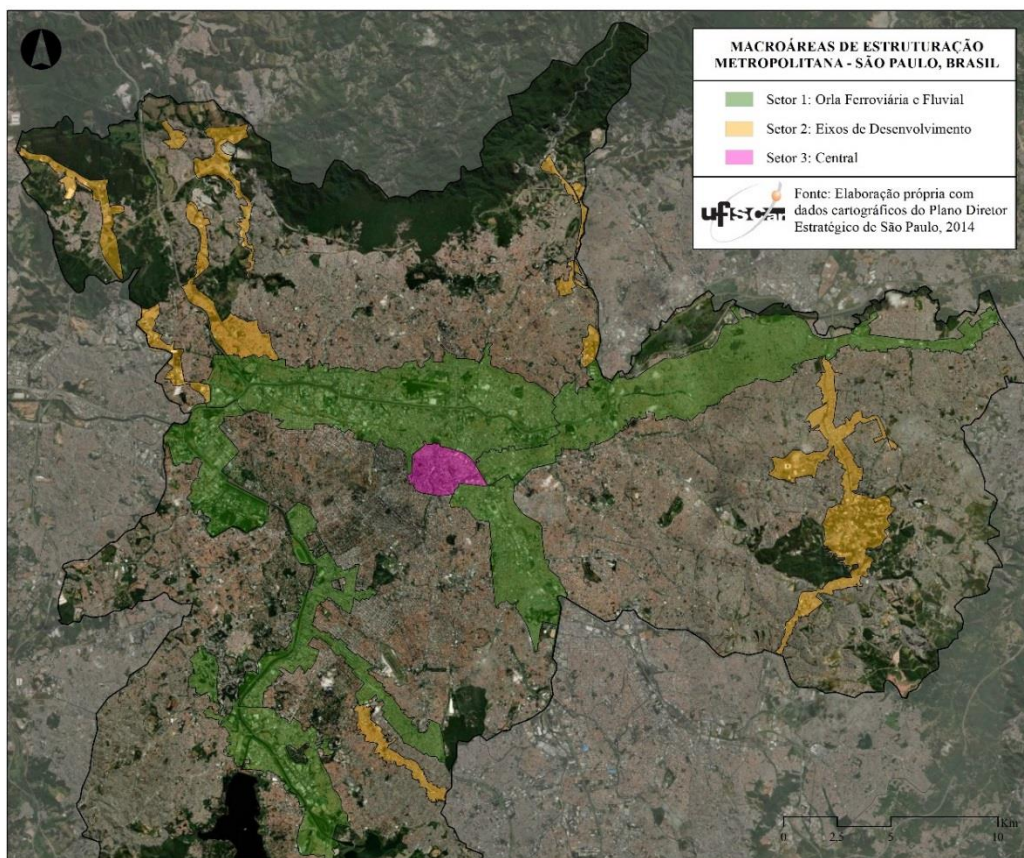 MACROÁREAS DE ESTRUTURAÇÃO
METROPOLITANA - SÃO PAULO, BRASIL
Setor 1: Orla Ferroviária e Fluvial
Setor 2: Eixos de Desenvolvimento
Setor 3: Central
ufscar
Fonte: Elaboração própria com
dados cartográficos do Plano Diretor
Estratégico de São Paulo, 2014
Km
0 2.5 5 10